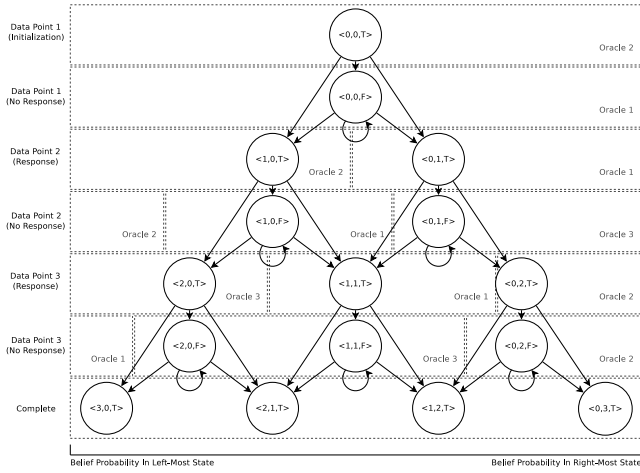 Data Point 1
(Initialization)
<0,0,T>
Oracle 2
Data Point 1
(No Response)
<0,0,F>
Oracle 1
Data Point 2
(Response)
<1,0,T>
Oracle 2
<0,1,T>
Oracle 1
Data Point 2
(No Response)
Oracle 2
<1,0,F>
Oracle 1
<0,1,F>
Oracle 3
Data Point 3
(Response)
<2,0,T>
Oracle 3
<1,1,T>
Oracle 1
<0,2,T>
Oracle 2
Data Point 3
(No Response)
Oracle 1
<2,0,F>
<1,1,F>
Oracle 3
<0,2,F>
Oracle 2
Complete
<3,0,T>
<2,1,T>
<1,2,T>
<0,3,T>
Belief Probability In Left-Most State
Belief Probability In Right-Most State